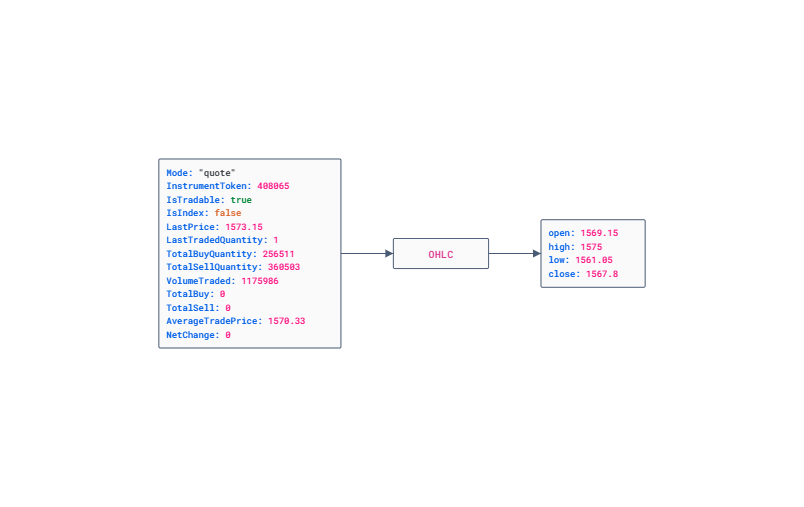 Mode: "quote"
InstrumentToken: 408065
IsTradable: true
IsIndex: false
LastPrice: 1573.15
LastTradedQuantity: 1
TotalBuyQuantity: 256511
TotalSellQuantity: 360503
VolumeTraded: 1175986
TotalBuy: 0
TotalSell: 0
AverageTradePrice: 1570.33
NetChange: 0
OHLC
open: 1569.15
high: 1575
low: 1561.05
close: 1567.8